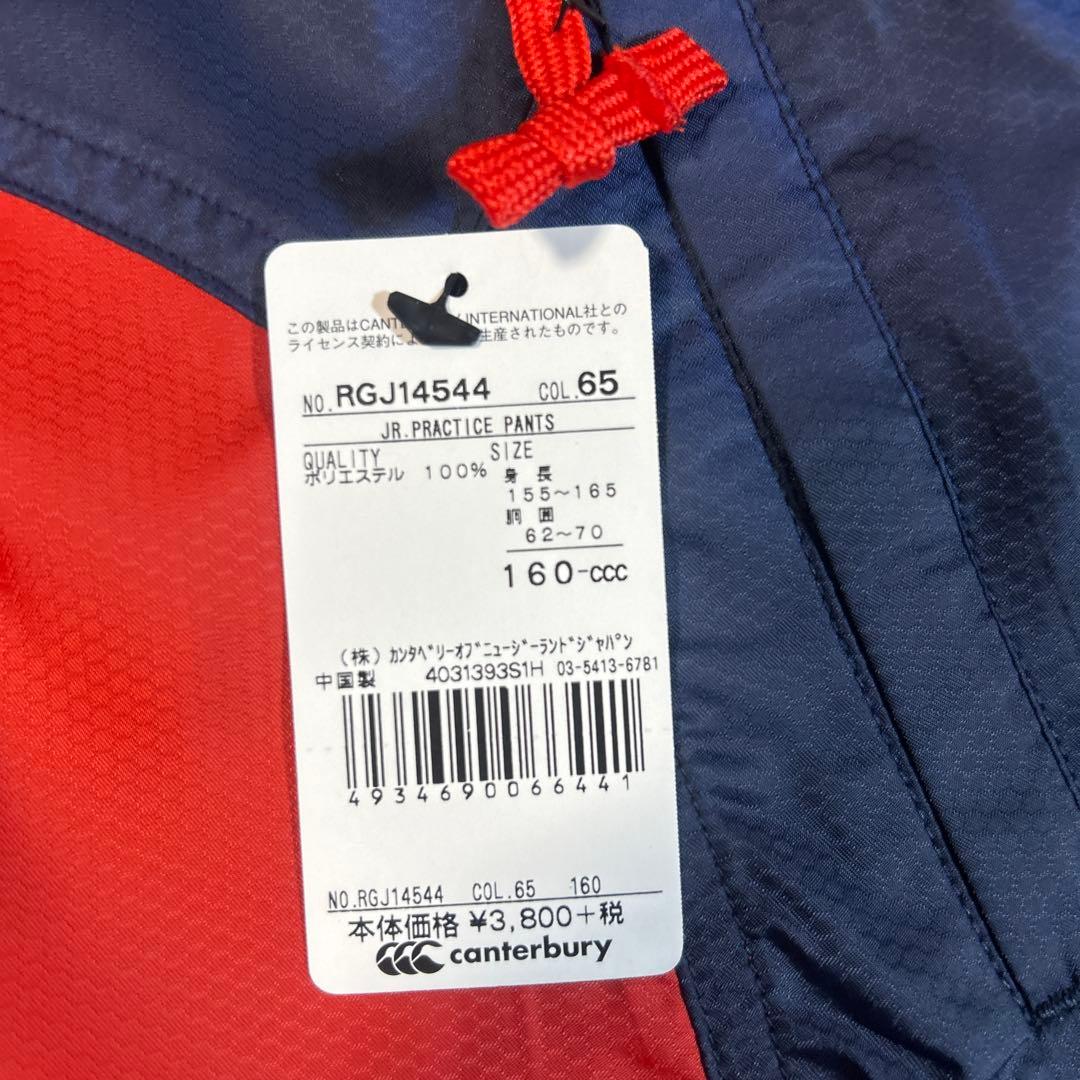 この製品はCANT INTERNATIONAL社との
ライセンス契約に 生産されたものです。
NO.RGJ14544 COL.65
JR.PRACTICE PANTS
QUALITY SIZE
ポリエステル 100% 身長
155~165
胴囲
62~70
160-ccc
(株)ｶﾝﾀﾍﾞﾘｰｵﾌﾞﾆｭｰｼﾞｰﾗﾝﾄﾞｼﾞｬﾊﾟﾝ
中国製 4031393S1H 03-5413-6781
4934690066441
NO.RGJ14544 COL.65 160
本体価格 ¥3,800+税
canterbury